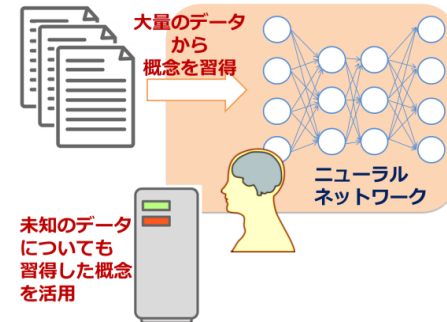 大量のデータ
から
概念を習得
ニューラル
ネットワーク
未知のデータ
についても
習得した概念
を活用